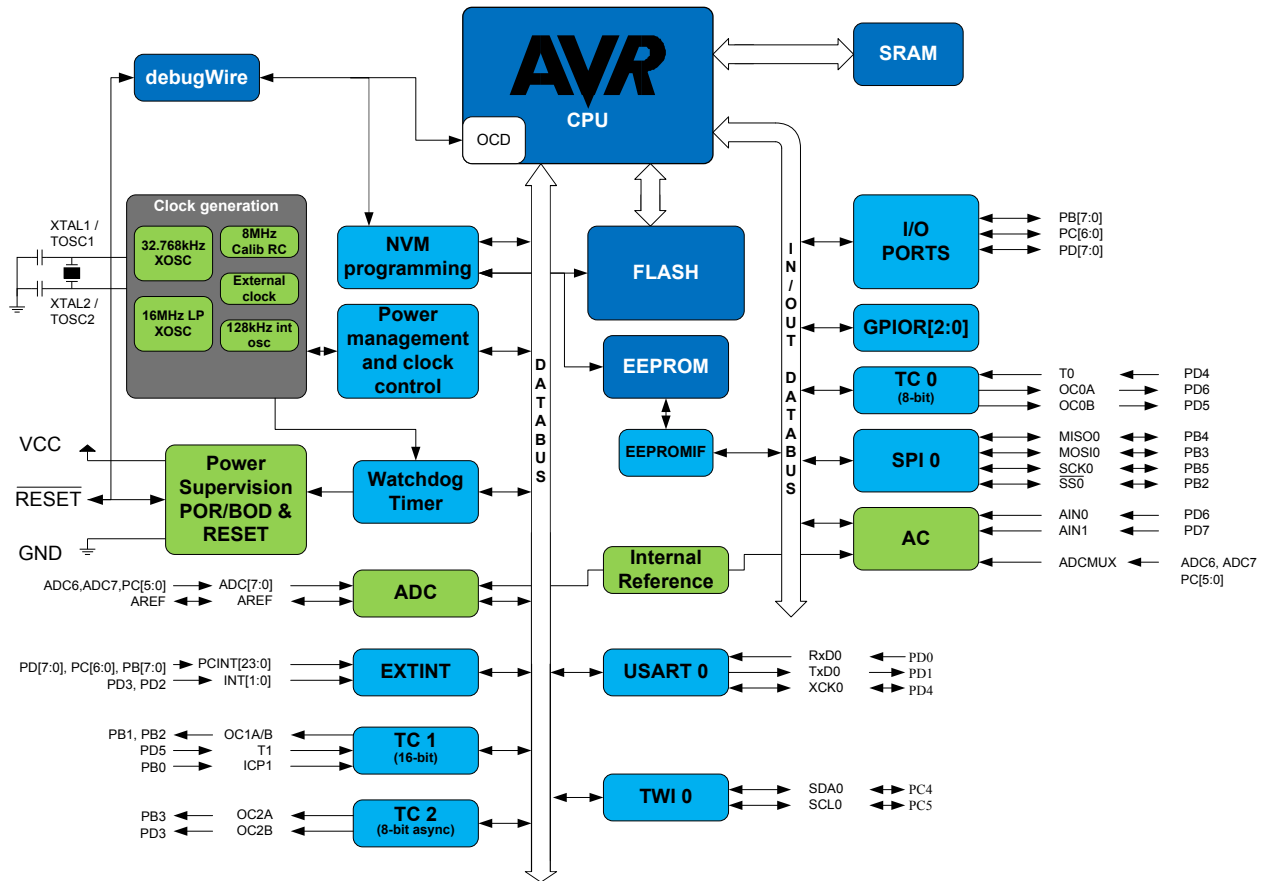 AVR
CPU
OCD
SRAM
debugWire
Clock generation
32.768kHz
XOSC
8MHz
Calib RC
External
clock
16MHz LP
XOSC
128kHz int
osc
XTAL1 /
TOSC1
XTAL2 /
TOSC2
NVM
programming
Power
management
and clock
control
FLASH
EEPROM
EEPROMIF
DATABUS
IN/OUT DATABUS
I/O
PORTS
PB[7:0]
PC[6:0]
PD[7:0]
GPIOR[2:0]
TC 0
(8-bit)
T0 PD4
OC0A PD6
OC0B PD5
SPI 0
MISO0 PB4
MOSI0 PB3
SCK0 PB5
SS0 PB2
AC
AIN0 PD6
AIN1 PD7
ADCMUX ADC6, ADC7
PC[5:0]
VCC
RESET
GND
Power
Supervision
POR/BOD &
RESET
Watchdog
Timer
Internal
Reference
ADC6,ADC7,PC[5:0] ADC[7:0]
AREF AREF
ADC
PD[7:0], PC[6:0], PB[7:0] PCINT[23:0]
PD3, PD2 INT[1:0]
EXTINT
USART 0
RxD0 PD0
TxD0 PD1
XCK0 PD4
PB1, PB2 OC1A/B
PD5 T1
PB0 ICP1
TC 1
(16-bit)
TWI 0
SDA0 PC4
SCL0 PC5
PB3 OC2A
PD3 OC2B
TC 2
(8-bit async)